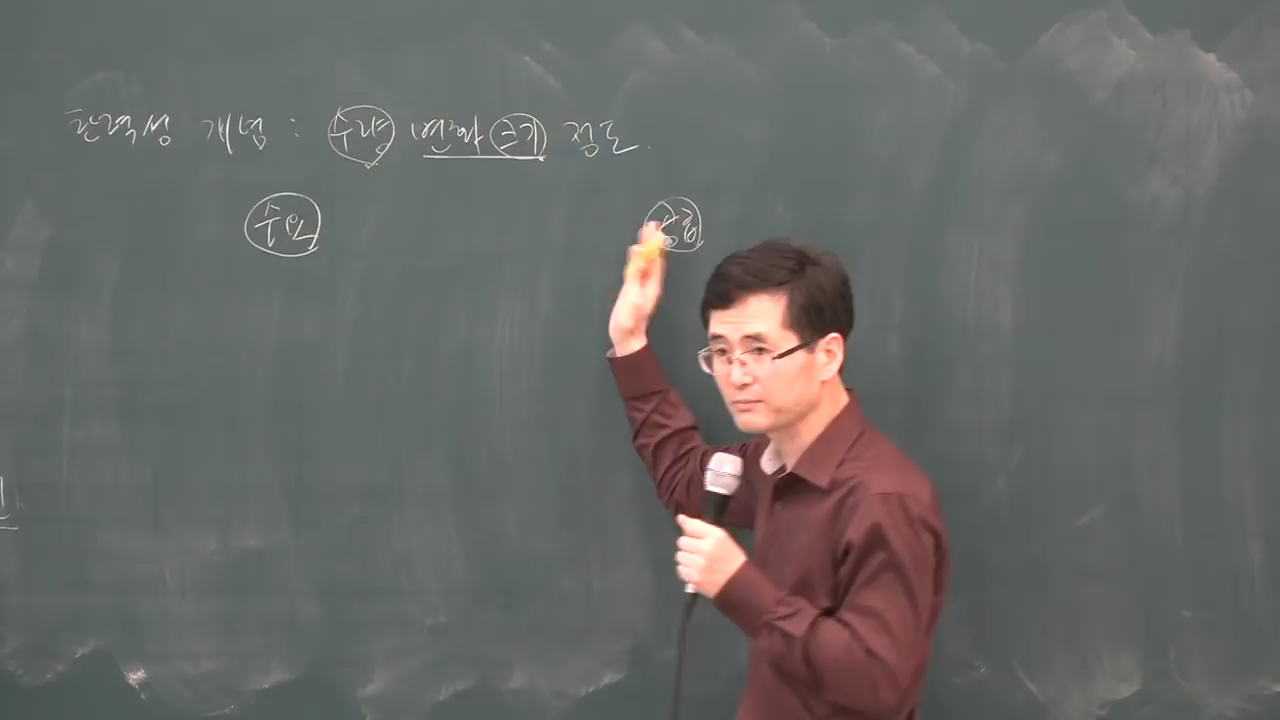 탄력성 개념 : 수량 변화 크기 정도.
수요 공급